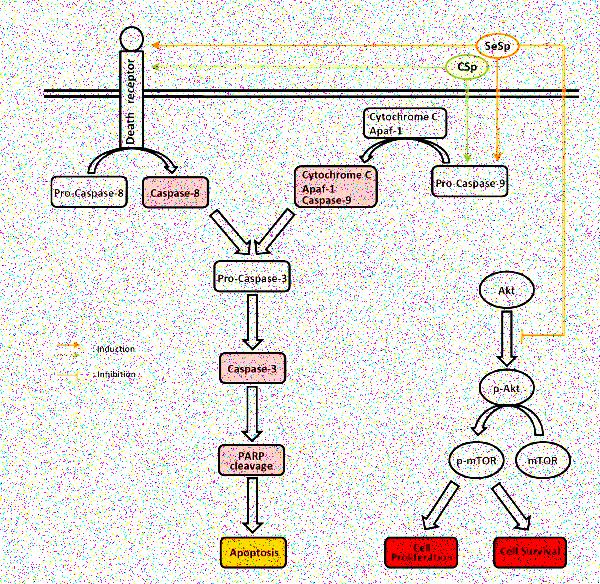 SeSp
CSp
Death receptor
Cytochrome C
Apaf-1
Pro-Caspase-8
Caspase-8
Cytochrome C
Apaf-1
Caspase-9
Pro-Caspase-9
Pro-Caspase-3
Akt
Induction
Inhibition
Caspase-3
p-Akt
PARP
cleavage
p-mTOR
mTOR
Apoptosis
Cell
Proliferation
Cell Survival